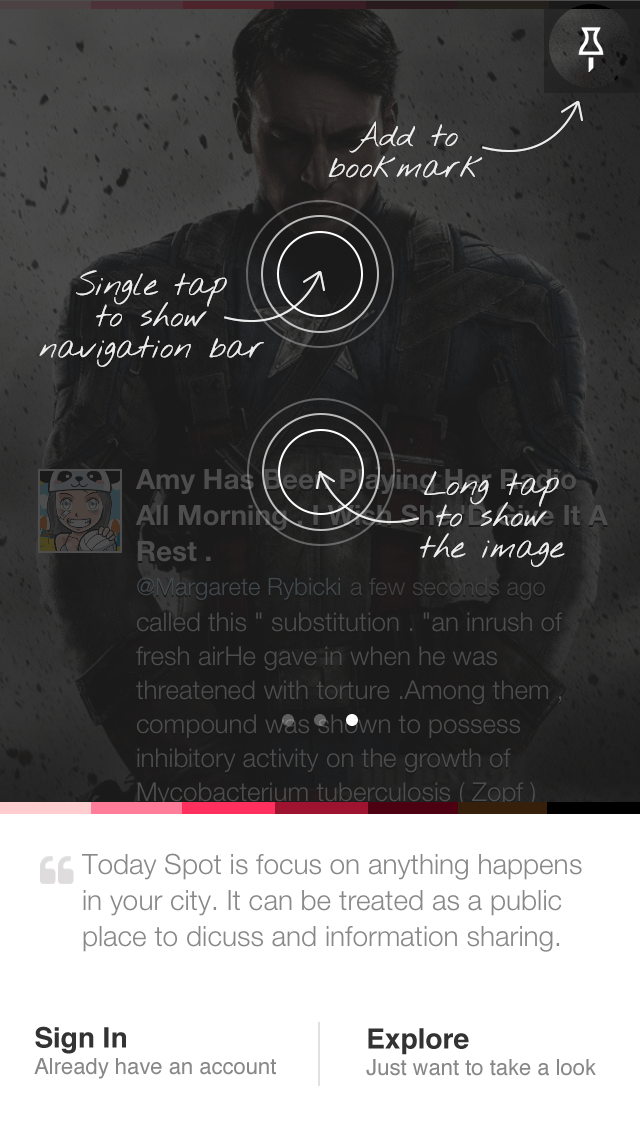 Add to
bookmark
Single tap
to show
navigation bar
Amy Has Been Playing Her Radio
All Morning . I Wish She'D Give It A
Rest .
Long tap
to show
the image
@Margarete Rybicki a few seconds ago
called this " substitution . "an inrush of
fresh airHe gave in when he was
threatened with torture .Among them ,
compound was shown to possess
inhibitory activity on the growth of
Mycobacterium tuberculosis ( Zopf )
Today Spot is focus on anything happens
in your city. It can be treated as a public
place to dicuss and information sharing.
Sign In
Already have an account
Explore
Just want to take a look